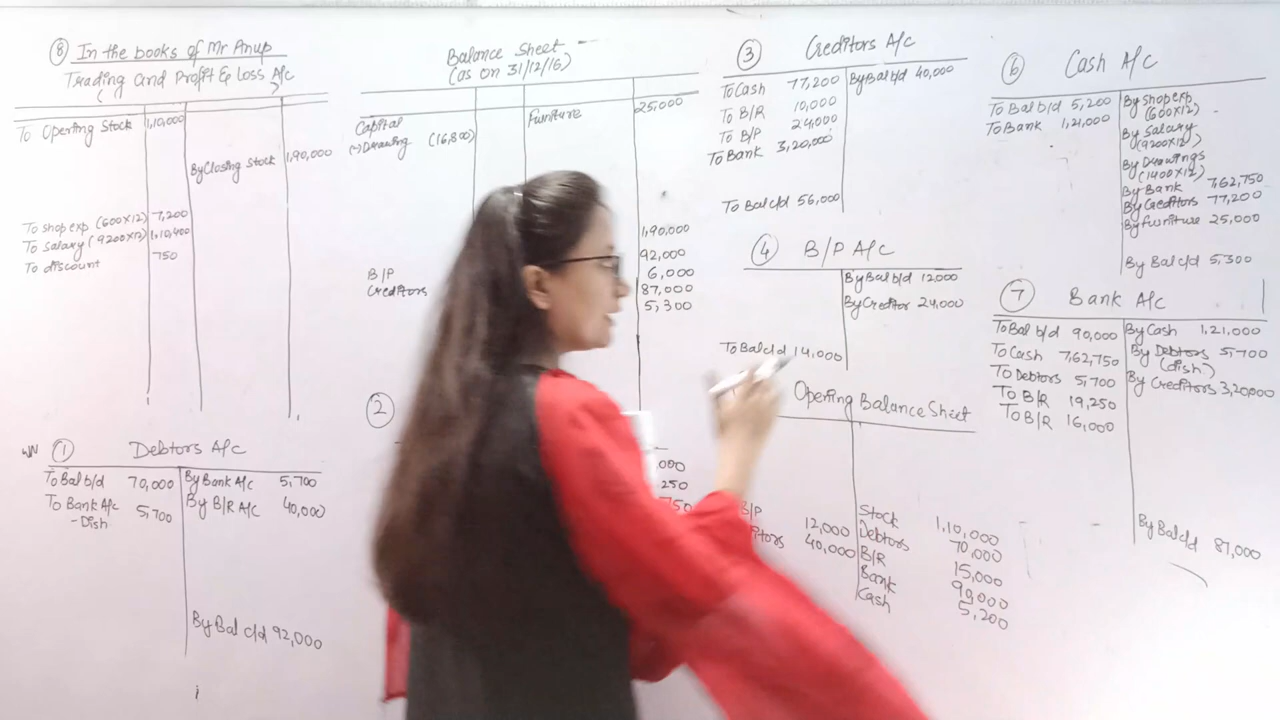 ⑧ In the books of Mr Anup
Trading and Profit & Loss A/c
To Opening Stock 1,10,000
By Closing Stock 1,90,000
To shop exp (600×12) 7,200
To Salary (9200×12) 1,10,400
To discount 750
Balance Sheet
(as on 31/12/16)
Capital
(-) Drawing (16,800)
Furniture 25,000
1,90,000
92,000
B/P 6,000
Creditors 87,000
5,300
③ Creditors A/c
To Cash 77,200 By Bal b/d 40,000
To B/R 10,000
To B/P 24,000
To Bank 3,20,000
To Bal c/d 56,000
④ B/P A/c
By Bal b/d 12,000
By Creditor 24,000
To Bal c/d 14,000
Opening Balance Sheet
Stock 1,10,000
B/P 12,000 Debtors 70,000
40,000 B/R 15,000
Bank 90,000
Cash 5,200
⑥ Cash A/c
To Bal b/d 5,200 By Shop exp
(600×12)
To Bank 1,21,000
By Salary
(9200×12)
By Drawings
(1400×12)
By Bank 7,62,750
By Creditors 77,200
By Furniture 25,000
By Bal c/d 5,300
⑦ Bank A/c
To Bal b/d 90,000 By Cash 1,21,000
To Cash 7,62,750 By Debtors 5,700
(dish)
To Debtors 5,700 By Creditors 3,20,000
To B/R 19,250
To B/R 16,000
By Bal c/d 87,000
WN ① Debtors A/c
To Bal b/d 70,000 By Bank A/c 5,700
To Bank A/c 5,700 By B/R A/c 40,000
- Dish
By Bal c/d 92,000
②